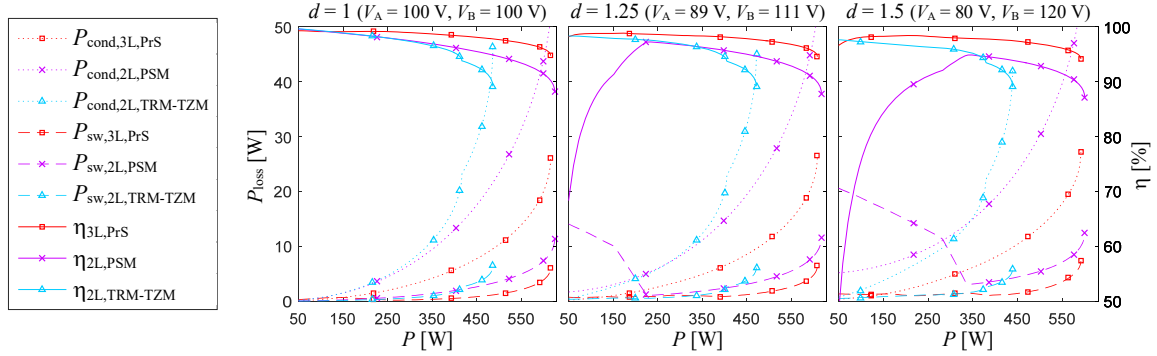 P_cond,3L,PrS
P_cond,2L,PSM
P_cond,2L,TRM-TZM
P_sw,3L,PrS
P_sw,2L,PSM
P_sw,2L,TRM-TZM
η_3L,PrS
η_2L,PSM
η_2L,TRM-TZM
d = 1 (V_A = 100 V, V_B = 100 V)
d = 1.25 (V_A = 89 V, V_B = 111 V)
d = 1.5 (V_A = 80 V, V_B = 120 V)
P_loss [W]
50
40
30
20
10
0
50 150 250 350 450 550
P [W]
50 150 250 350 450 550
P [W]
50 150 250 350 450 550
P [W]
100
90
80
70
60
50
η [%]